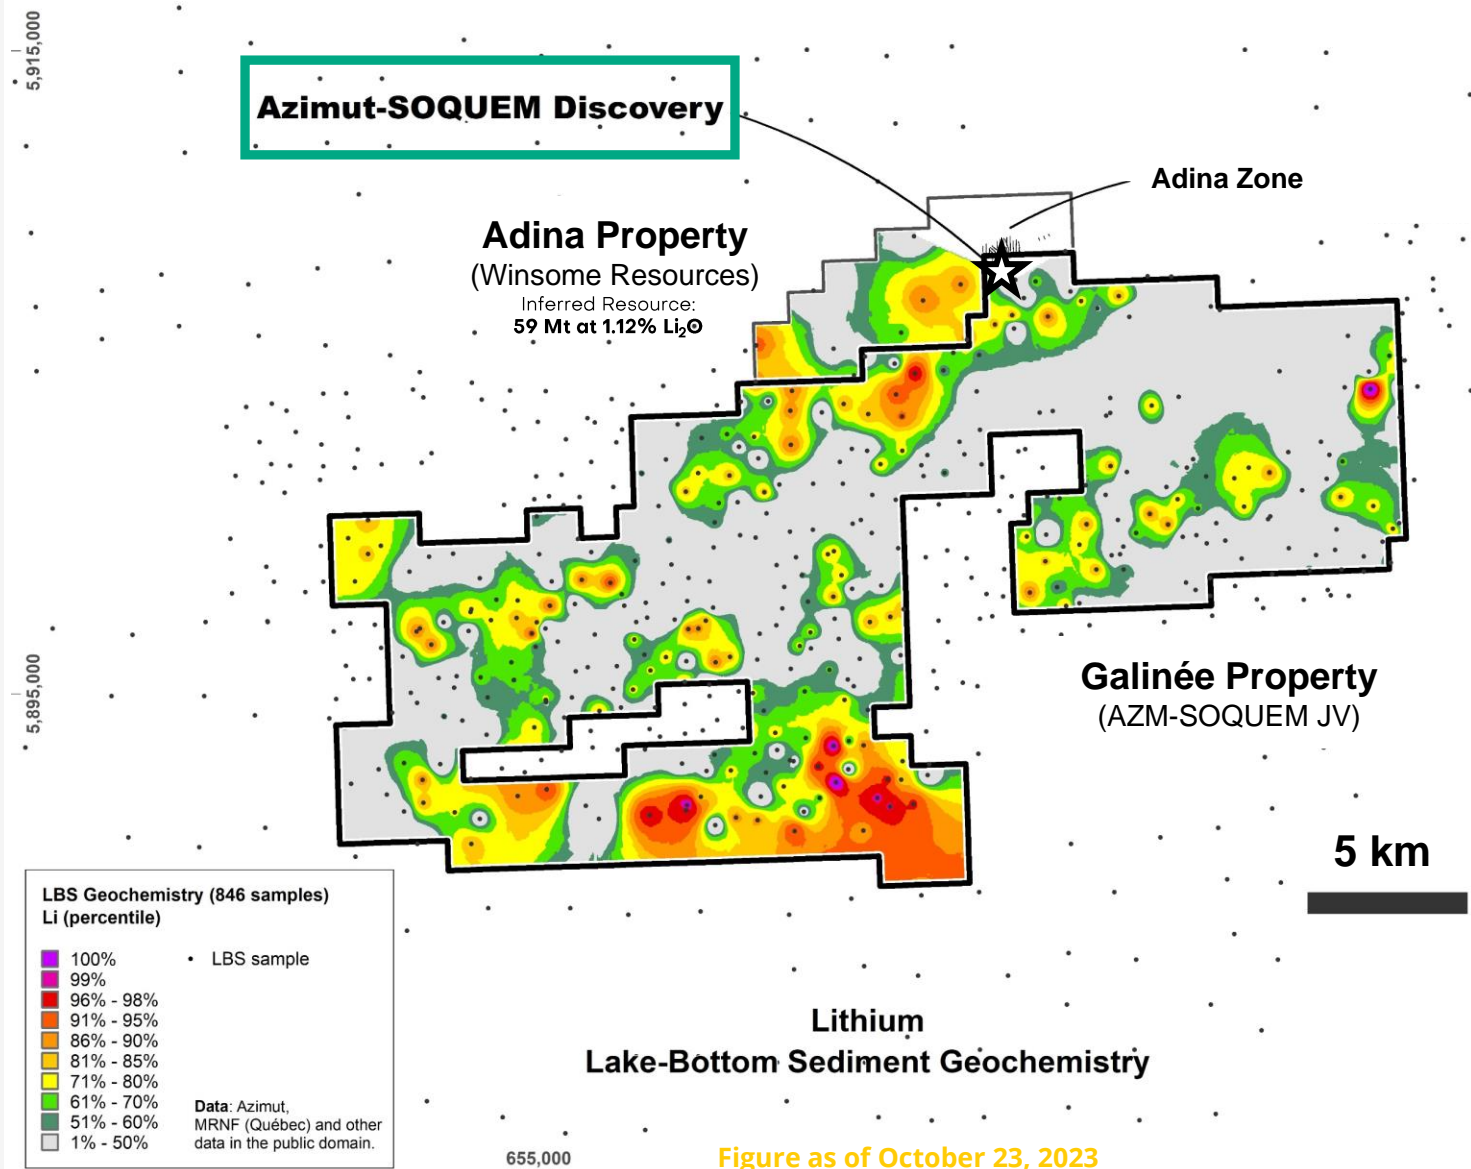 5,915,000
Azimut-SOQUEM Discovery
Adina Zone
Adina Property
(Winsome Resources)
Inferred Resource:
59 Mt at 1.12% Li₂O
5,895,000
Galinée Property
(AZM-SOQUEM JV)
5 km
LBS Geochemistry (846 samples)
Li (percentile)
100%
99%
96% - 98%
91% - 95%
86% - 90%
81% - 85%
71% - 80%
61% - 70%
51% - 60%
1% - 50%
LBS sample
Data: Azimut,
MRNF (Québec) and other
data in the public domain.
Lithium
Lake-Bottom Sediment Geochemistry
655,000
Figure as of October 23, 2023